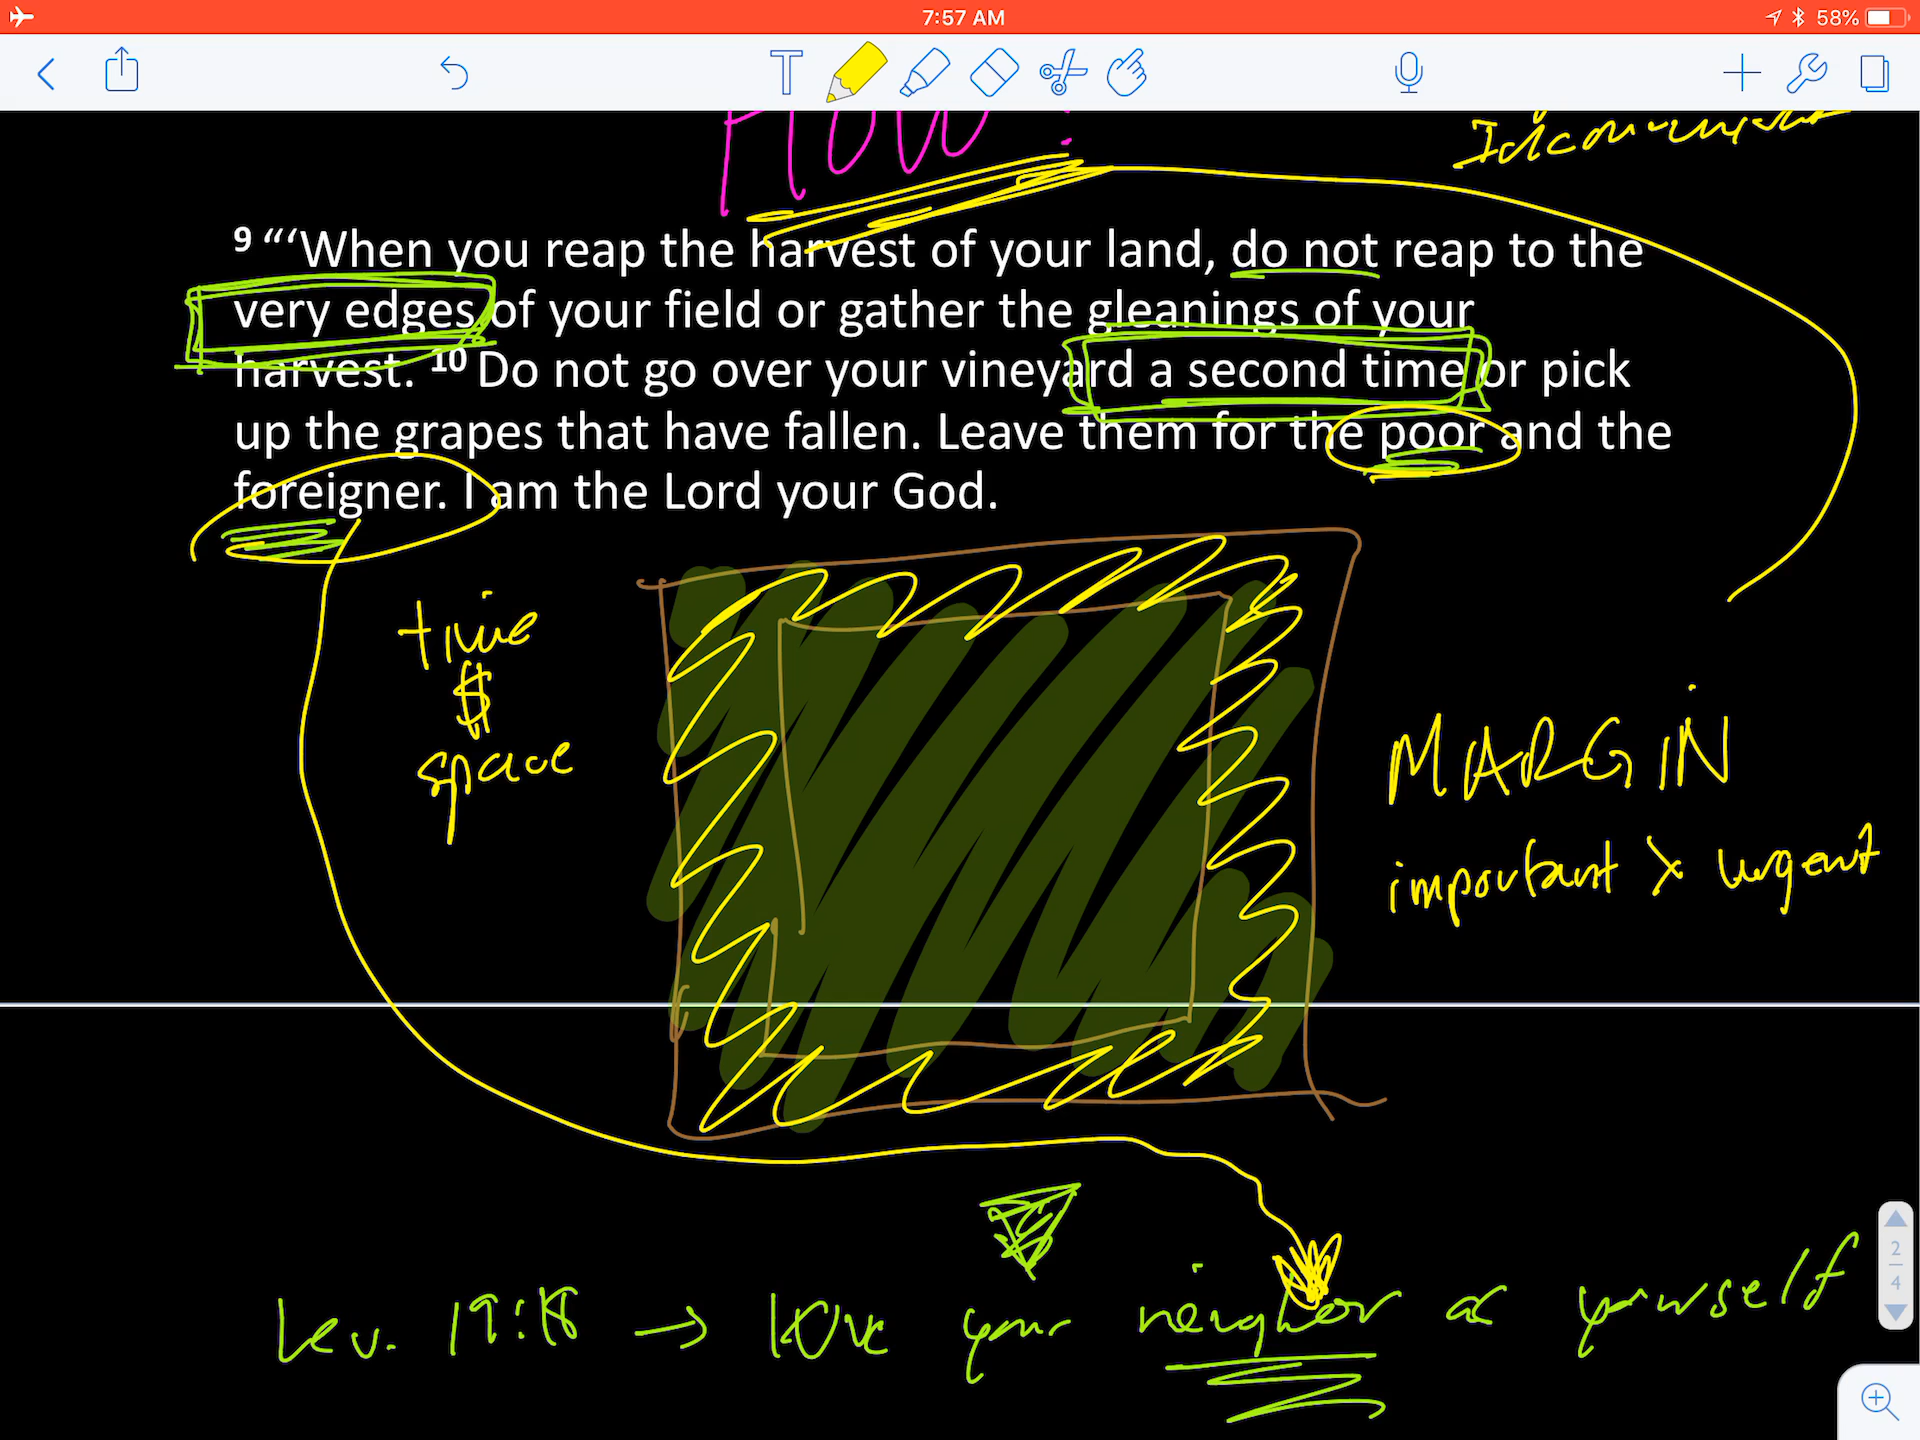 7:57 AM
58%
T
How?
9 “‘When you reap the harvest of your land, do not reap to the
very edges of your field or gather the gleanings of your
harvest. 10 Do not go over your vineyard a second time or pick
up the grapes that have fallen. Leave them for the poor and the
foreigner. I am the Lord your God.
time
$
space
MARGIN
important > urgent
2
4
Lev. 19:18 → love your neighbor as yourself